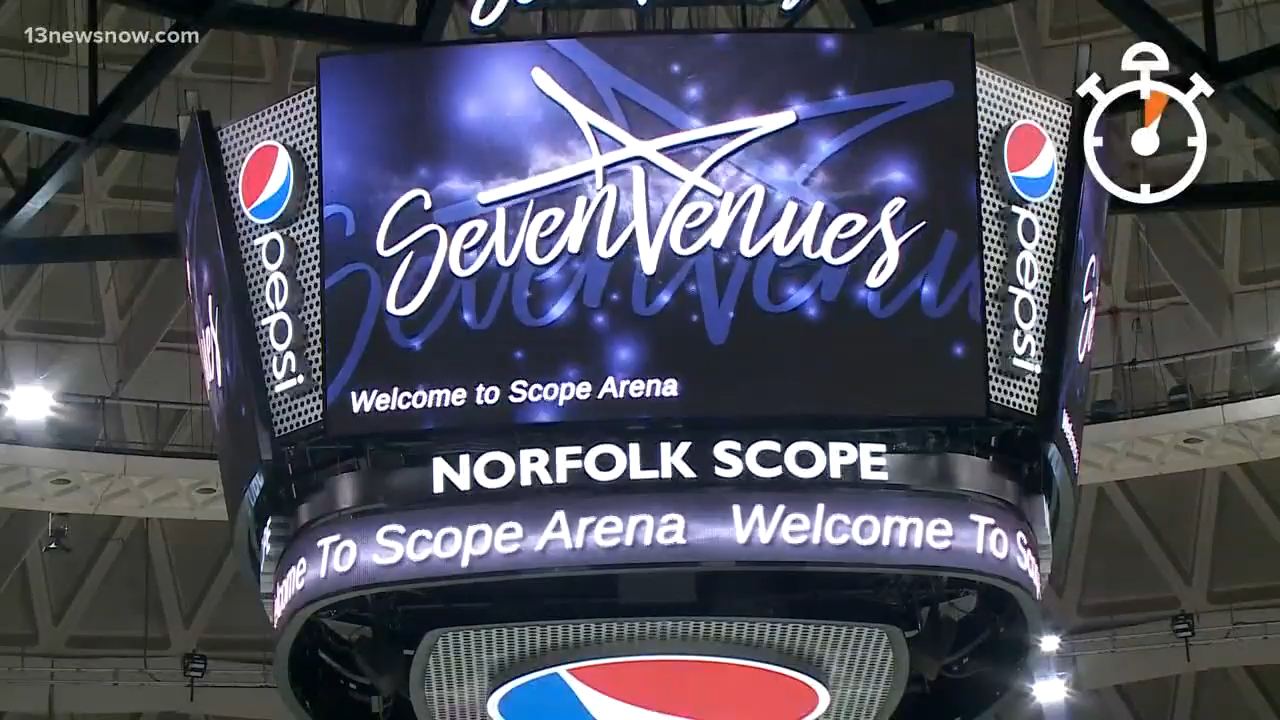 13newsnow.com
SevenVenues
pepsi
pepsi
Welcome to Scope Arena
NORFOLK SCOPE
To Scope Arena Welcome To